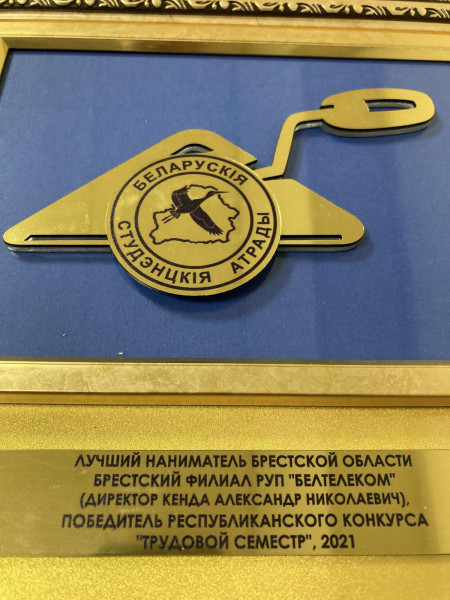 БЕЛАРУСКІЯ
СТУДЭНЦКІЯ АТРАДЫ
ЛУЧШИЙ НАНИМАТЕЛЬ БРЕСТСКОЙ ОБЛАСТИ
БРЕСТСКИЙ ФИЛИАЛ РУП "БЕЛТЕЛЕКОМ"
(ДИРЕКТОР КЕНДА АЛЕКСАНДР НИКОЛАЕВИЧ),
ПОБЕДИТЕЛЬ РЕСПУБЛИКАНСКОГО КОНКУРСА
"ТРУДОВОЙ СЕМЕСТР", 2021